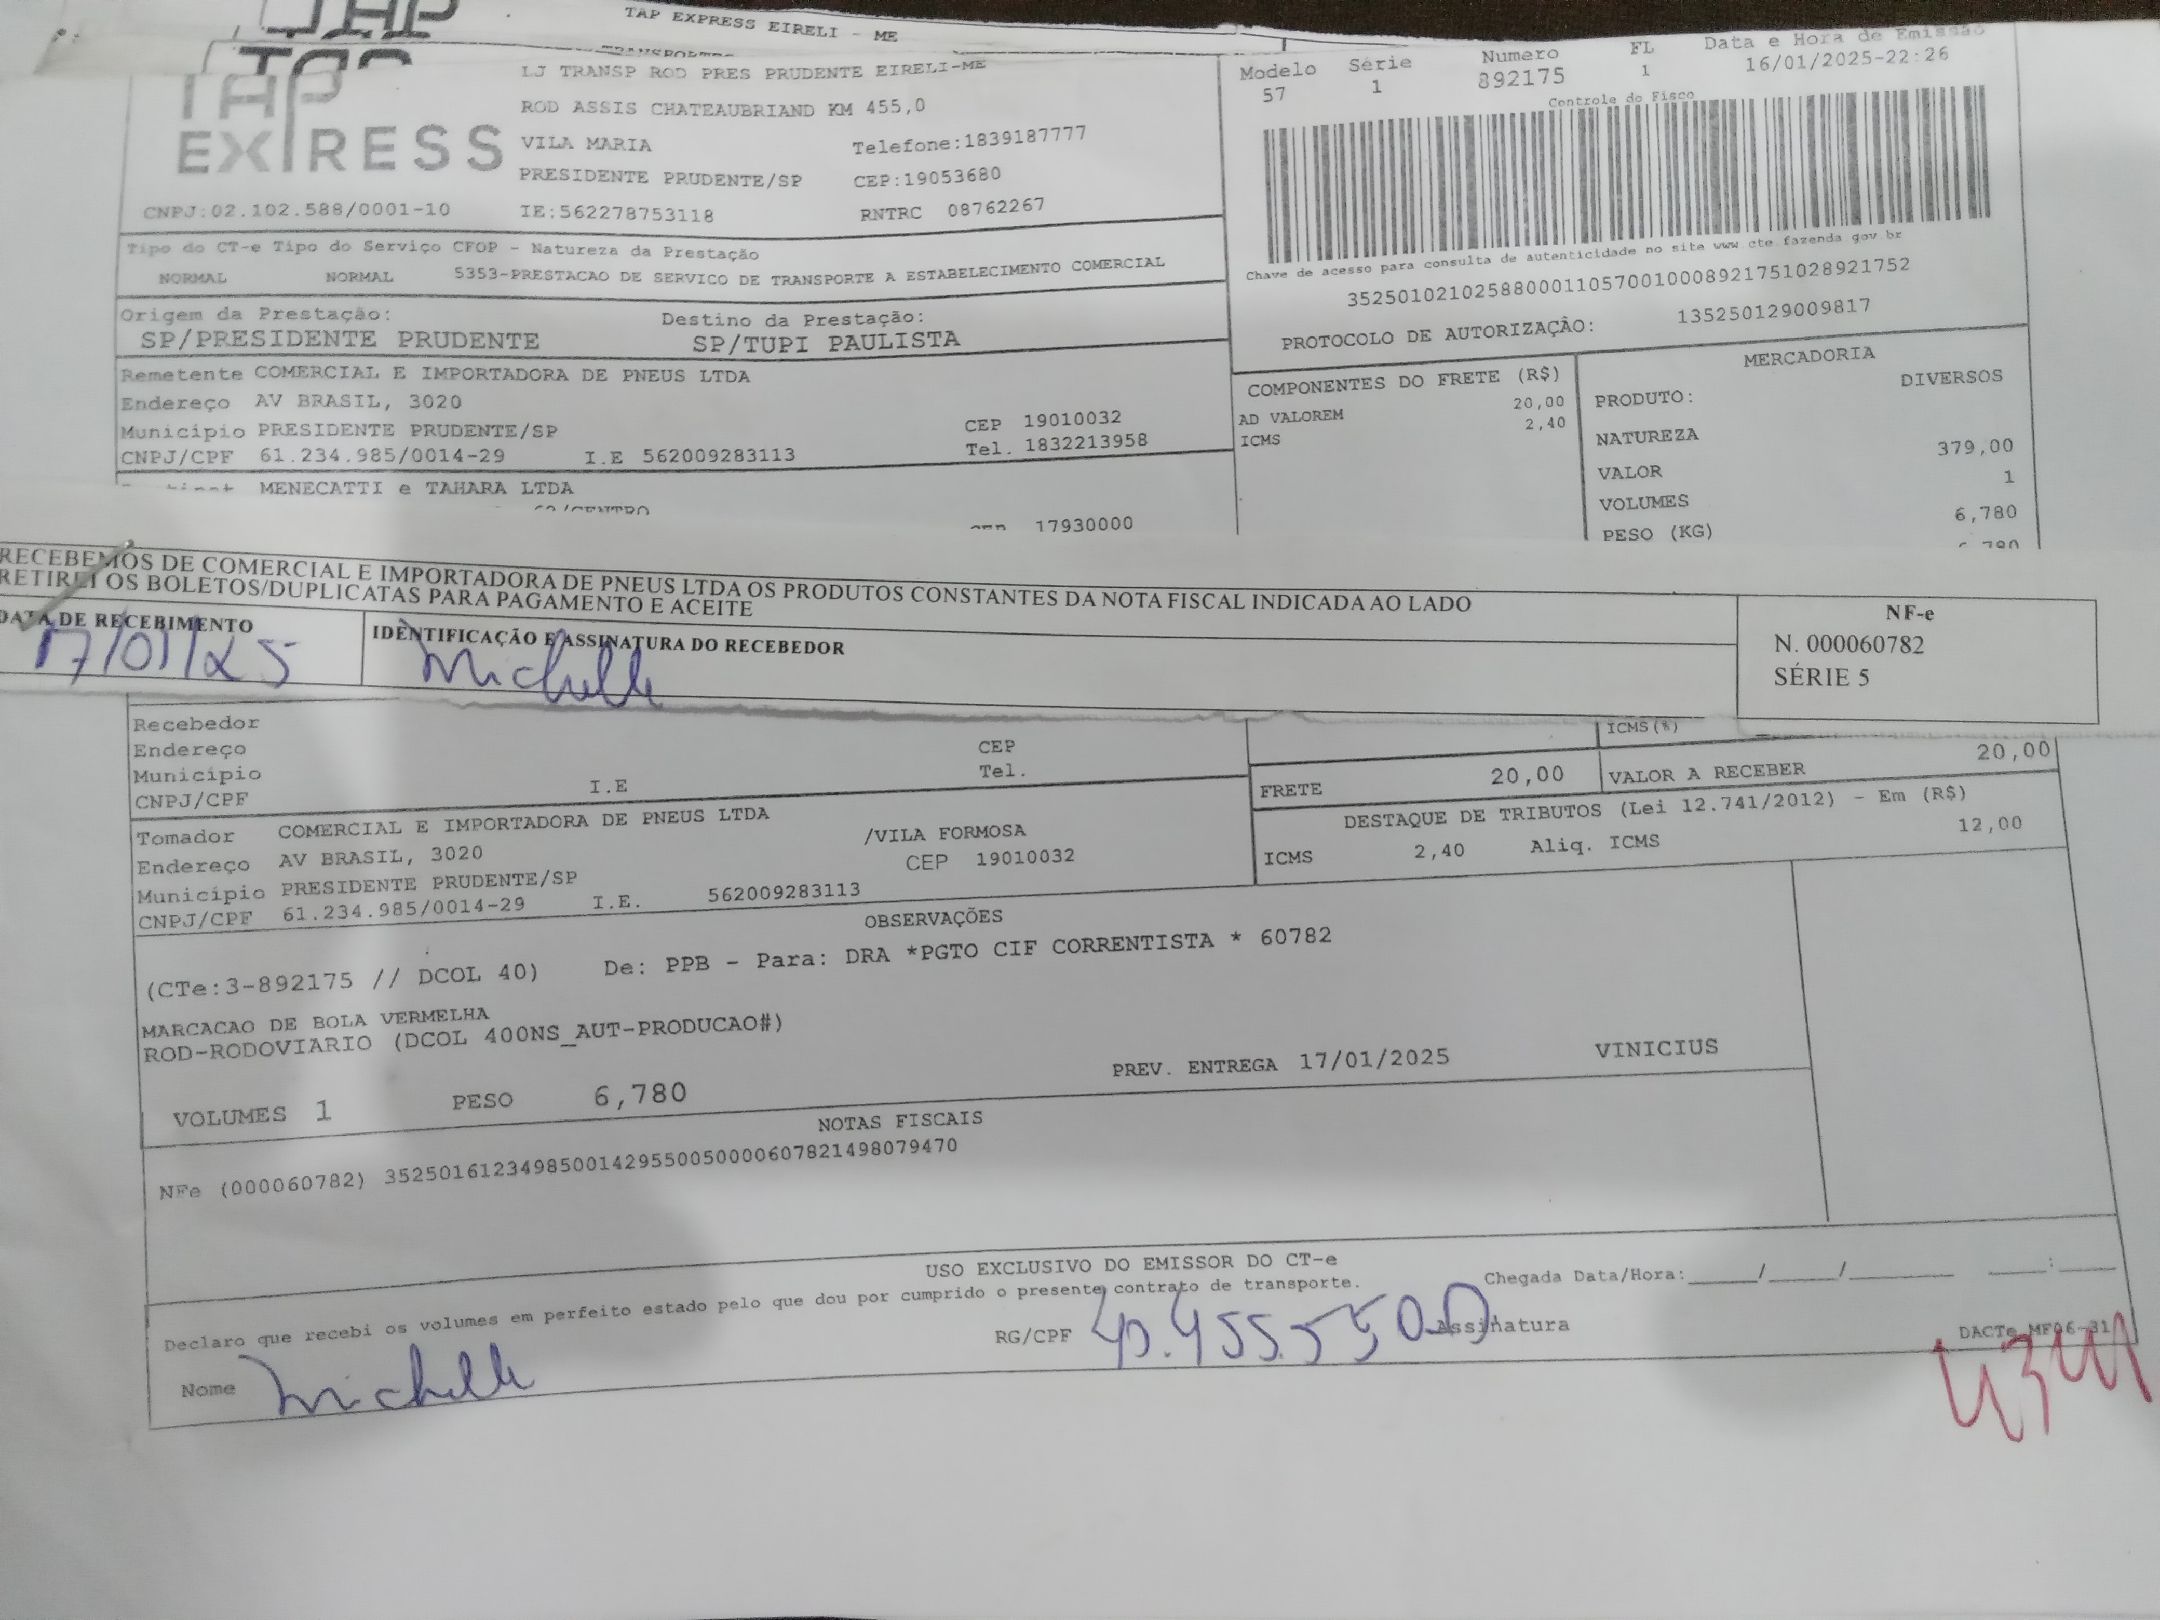 TAP EXPRESS EIRELI - ME
TAP
EXPRESS
LJ TRANSP ROD PRES PRUDENTE EIRELI-ME
ROD ASSIS CHATEAUBRIAND KM 455,0
VILA MARIA Telefone:1839187777
PRESIDENTE PRUDENTE/SP CEP:19053680
CNPJ:02.102.588/0001-10 IE:562278753118 RNTRC 08762267
Modelo Série Numero FL Data e Hora de Emissão
57 1 892175 1 16/01/2025-22:26
Controle do Fisco
Chave de acesso para consulta de autenticidade no site www.cte.fazenda.gov.br
35250102102588000110570010008921751028921752
PROTOCOLO DE AUTORIZAÇÃO: 135250129009817
Tipo do CT-e Tipo do Serviço CFOP - Natureza da Prestação
NORMAL NORMAL 5353-PRESTACAO DE SERVICO DE TRANSPORTE A ESTABELECIMENTO COMERCIAL
Origem da Prestação: Destino da Prestação:
SP/PRESIDENTE PRUDENTE SP/TUPI PAULISTA
Remetente COMERCIAL E IMPORTADORA DE PNEUS LTDA
Endereço AV BRASIL, 3020
Município PRESIDENTE PRUDENTE/SP CEP 19010032
CNPJ/CPF 61.234.985/0014-29 I.E 562009283113 Tel. 1832213958
MENECATTI e TAHARA LTDA
17930000
COMPONENTES DO FRETE (R$)
AD VALOREM 20,00
ICMS 2,40
MERCADORIA
PRODUTO: DIVERSOS
NATUREZA
VALOR 379,00
VOLUMES 1
PESO (KG) 6,780
RECEBEMOS DE COMERCIAL E IMPORTADORA DE PNEUS LTDA OS PRODUTOS CONSTANTES DA NOTA FISCAL INDICADA AO LADO
RETIREI OS BOLETOS/DUPLICATAS PARA PAGAMENTO E ACEITE
DATA DE RECEBIMENTO IDENTIFICAÇÃO E ASSINATURA DO RECEBEDOR
17/01/25 Michelle
NF-e
N. 000060782
SÉRIE 5
Recebedor
Endereço CEP
Município Tel.
CNPJ/CPF I.E
ICMS(%)
FRETE 20,00 VALOR A RECEBER 20,00
DESTAQUE DE TRIBUTOS (Lei 12.741/2012) - Em (R$)
ICMS 2,40 Aliq. ICMS 12,00
Tomador COMERCIAL E IMPORTADORA DE PNEUS LTDA
Endereço AV BRASIL, 3020 /VILA FORMOSA
Município PRESIDENTE PRUDENTE/SP CEP 19010032
CNPJ/CPF 61.234.985/0014-29 I.E. 562009283113
OBSERVAÇÕES
(CTe:3-892175 // DCOL 40) De: PPB - Para: DRA *PGTO CIF CORRENTISTA * 60782
MARCACAO DE BOLA VERMELHA
ROD-RODOVIARIO (DCOL 400NS_AUT-PRODUCAO#)
PREV. ENTREGA 17/01/2025 VINICIUS
VOLUMES 1 PESO 6,780
NOTAS FISCAIS
NFe (000060782) 35250161234985001429550050000607821498079470
USO EXCLUSIVO DO EMISSOR DO CT-e
Declaro que recebi os volumes em perfeito estado pelo que dou por cumprido o presente contrato de transporte. Chegada Data/Hora:_____/_____/_______ ____:____
Nome Michelle RG/CPF Assinatura
DACTe MF06-31